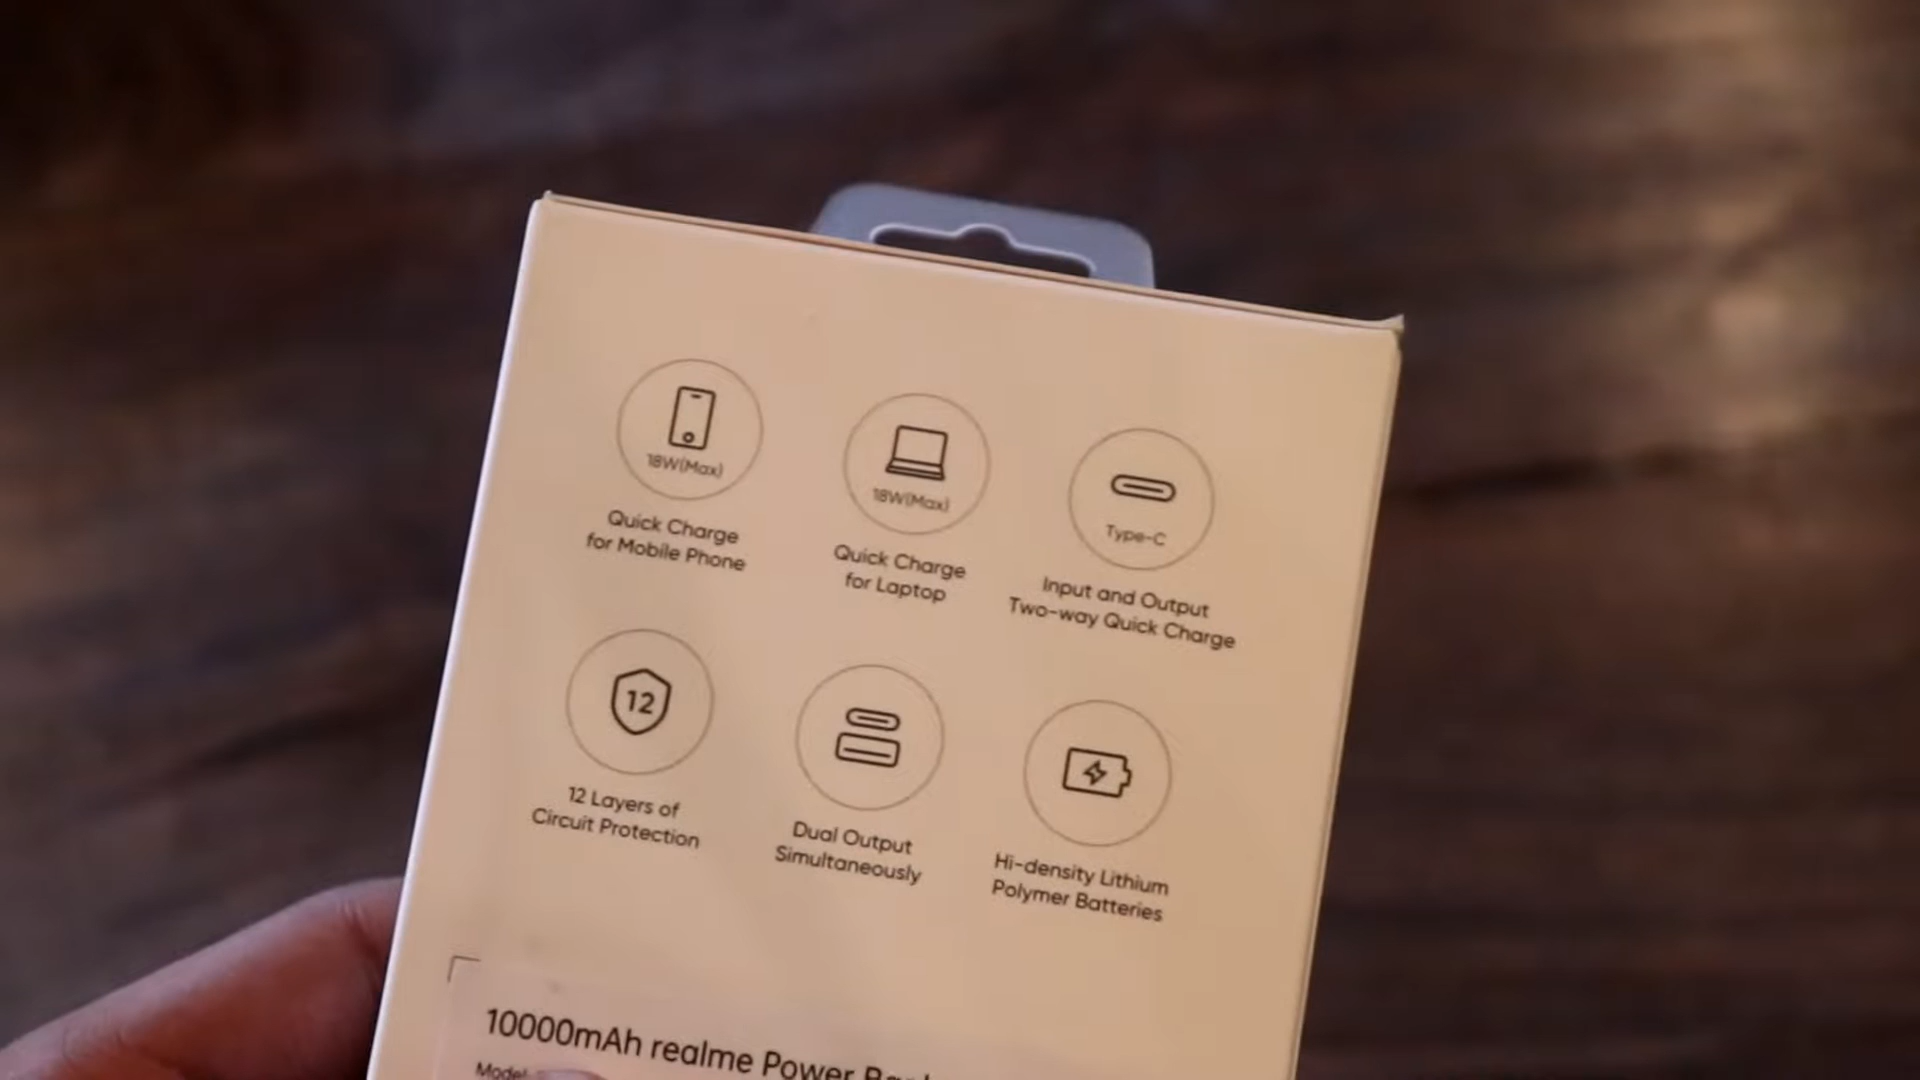 18W(Max)
Quick Charge
for Mobile Phone
18W(Max)
Quick Charge
for Laptop
Type-C
Input and Output
Two-way Quick Charge
12
12 Layers of
Circuit Protection
Dual Output
Simultaneously
Hi-density Lithium
Polymer Batteries
10000mAh realme Power
Model